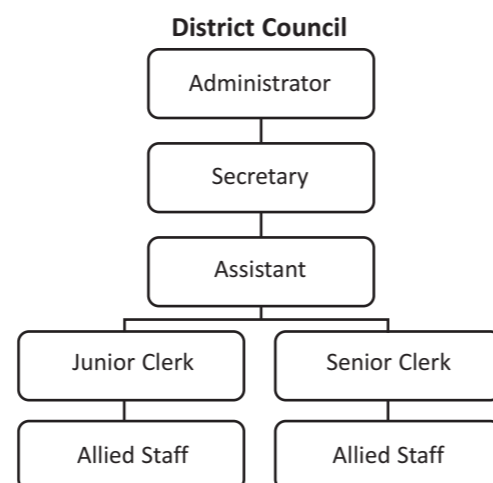 District Council
Administrator
Secretary
Assistant
Junior Clerk
Senior Clerk
Allied Staff
Allied Staff